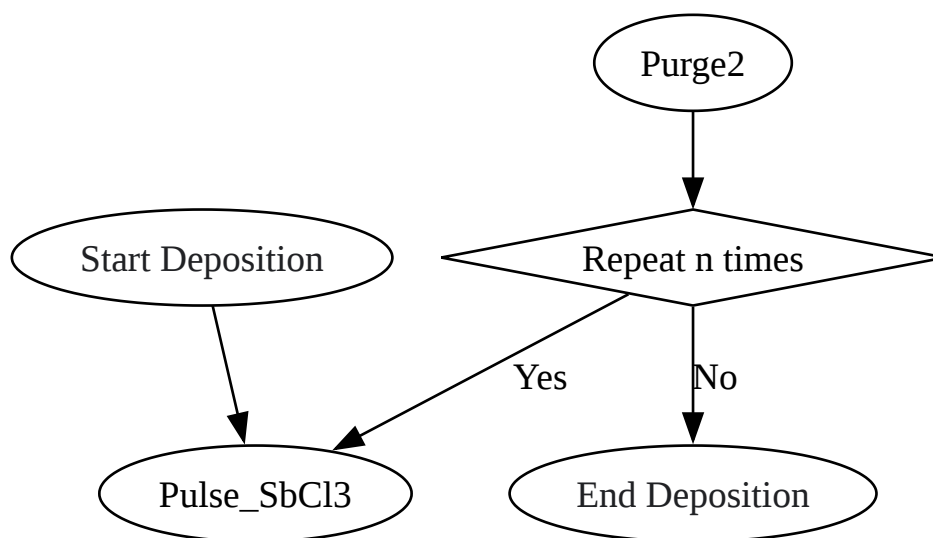 Purge2
Start Deposition
Repeat n times
Yes
No
Pulse_SbCl3
End Deposition